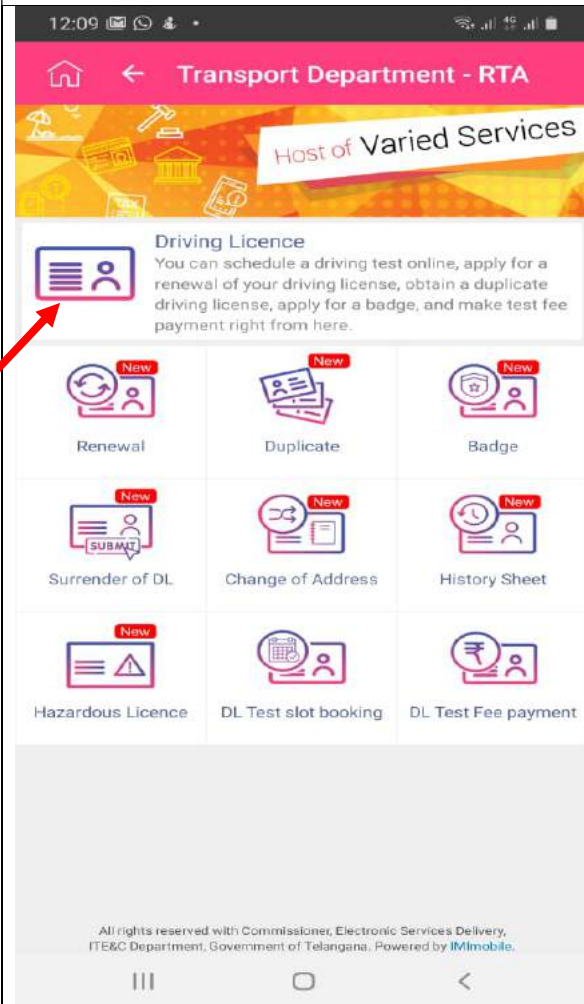 12:09
4G
Transport Department - RTA
Host of Varied Services
TAX
Driving Licence
You can schedule a driving test online, apply for a
renewal of your driving license, obtain a duplicate
driving license, apply for a badge, and make test fee
payment right from here.
New New New
Renewal Duplicate Badge
New New New
SUBMIT
Surrender of DL Change of Address History Sheet
New
₹
Hazardous Licence DL Test slot booking DL Test Fee payment
All rights reserved with Commissioner, Electronic Services Delivery,
ITE&C Department, Government of Telangana. Powered by IMImobile.